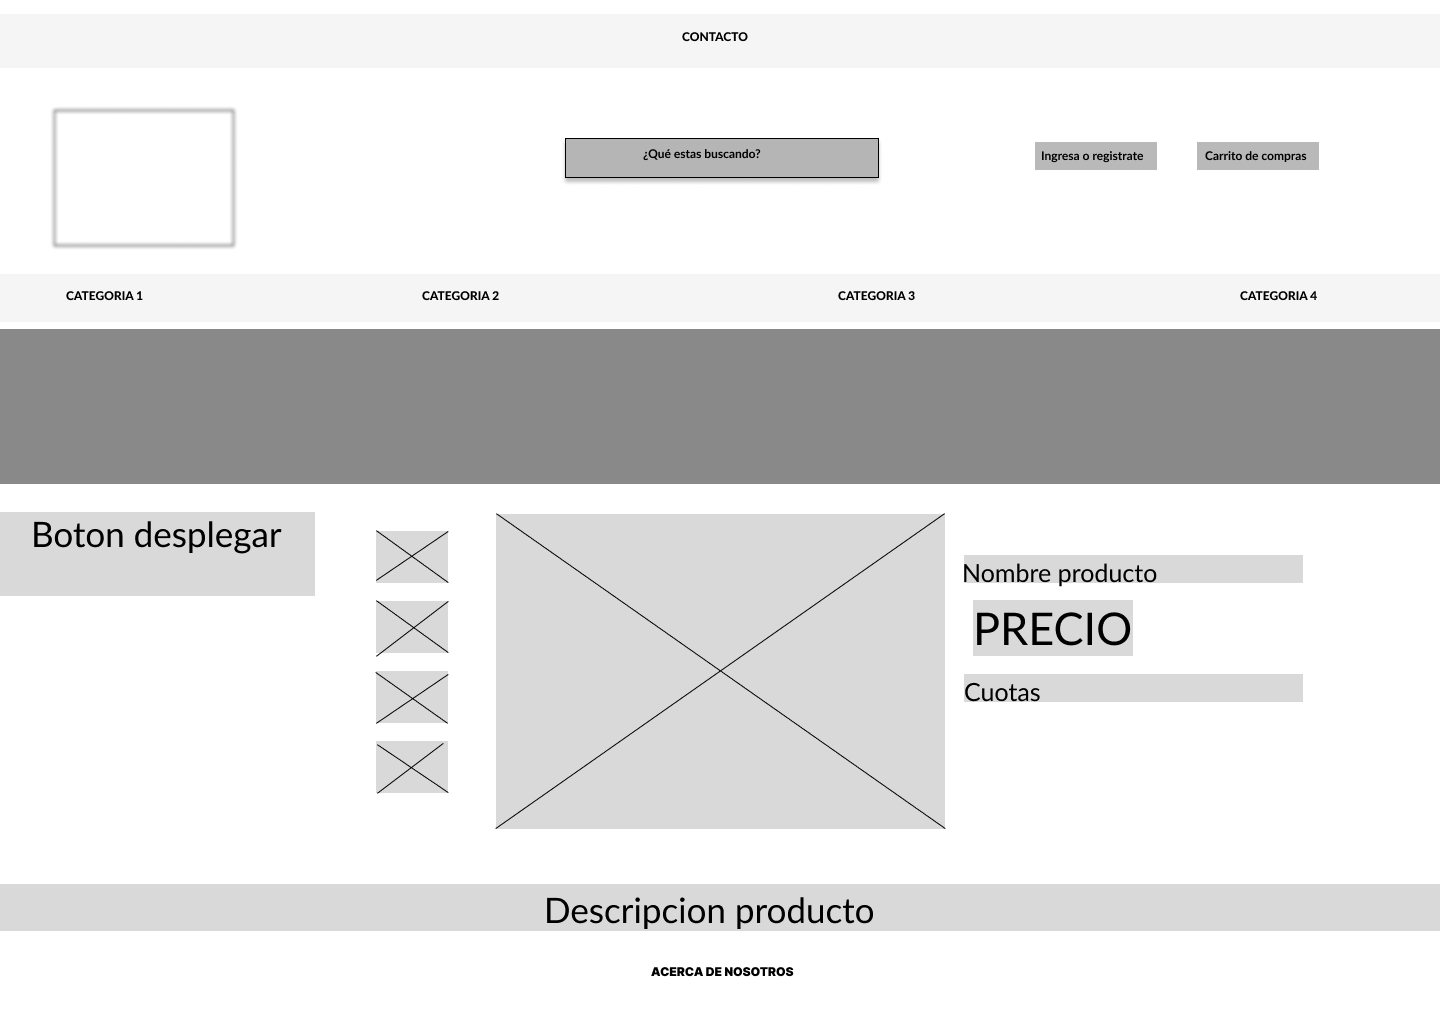 CONTACTO
¿Qué estas buscando?
Ingresa o registrate
Carrito de compras
CATEGORIA 1
CATEGORIA 2
CATEGORIA 3
CATEGORIA 4
Boton desplegar
Nombre producto
PRECIO
Cuotas
Descripcion producto
ACERCA DE NOSOTROS